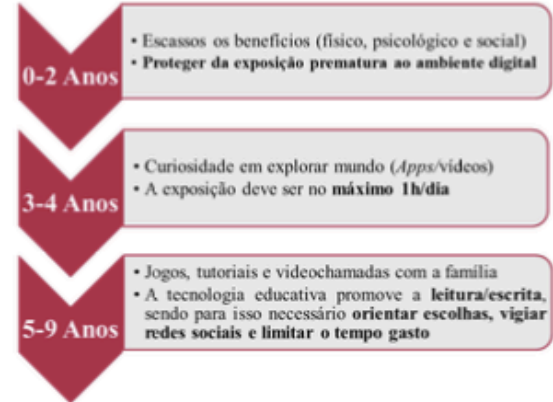 0-2 Anos
• Escassos os benefícios (físico, psicológico e social)
• Proteger da exposição prematura ao ambiente digital
3-4 Anos
• Curiosidade em explorar mundo (Apps/vídeos)
• A exposição deve ser no máximo 1h/dia
5-9 Anos
• Jogos, tutoriais e videochamadas com a família
• A tecnologia educativa promove a leitura/escrita,
sendo para isso necessário orientar escolhas, vigiar
redes sociais e limitar o tempo gasto